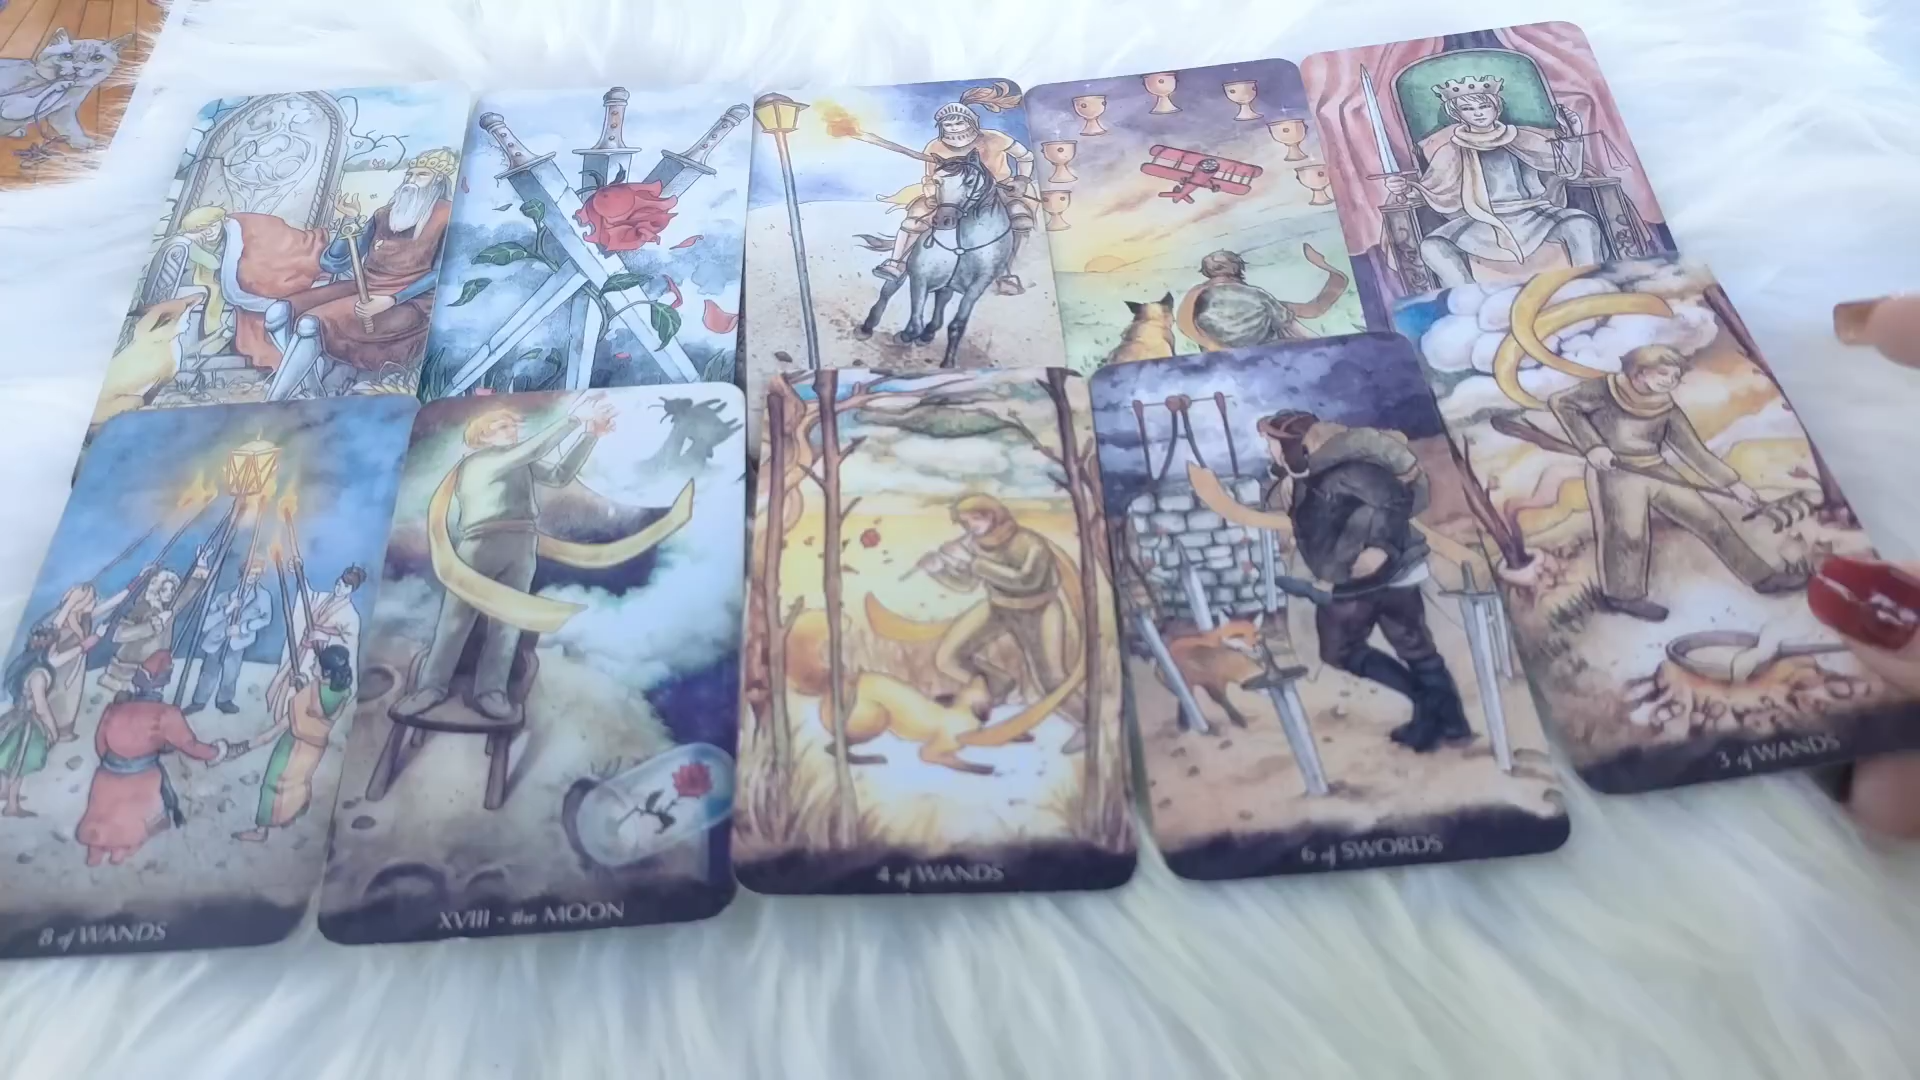 8 of WANDS
XVIII - the MOON
4 of WANDS
6 of SWORDS
3 of WANDS